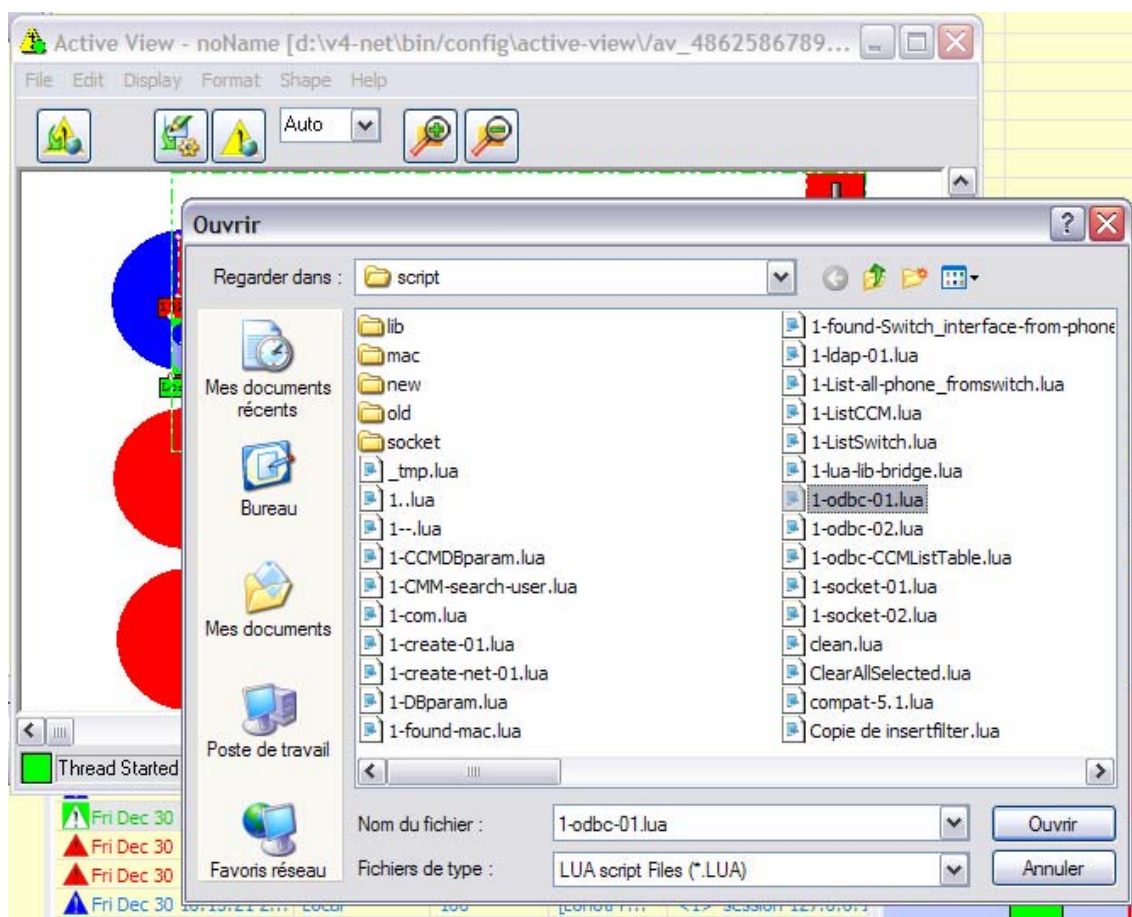 Active View - noName [d:\v4-net\bin/config\active-view\/av_4862586789...
File Edit Display Format Shape Help
Auto
Ouvrir
Regarder dans :
script
Mes documents récents
Bureau
Mes documents
Poste de travail
Favoris réseau
lib
mac
new
old
socket
_tmp.lua
1..lua
1--.lua
1-CCMDBparam.lua
1-CMM-search-user.lua
1-com.lua
1-create-01.lua
1-create-net-01.lua
1-DBparam.lua
1-found-mac.lua
1-found-Switch_interface-from-phone
1-ldap-01.lua
1-List-all-phone_fromswitch.lua
1-ListCCM.lua
1-ListSwitch.lua
1-lua-lib-bridge.lua
1-odbc-01.lua
1-odbc-02.lua
1-odbc-CCMListTable.lua
1-socket-01.lua
1-socket-02.lua
clean.lua
ClearAllSelected.lua
compat-5.1.lua
Copie de insertfilter.lua
Nom du fichier :
1-odbc-01.lua
Ouvrir
Fichiers de type :
LUA script Files (*.LUA)
Annuler
Thread Started
Fri Dec 30
Fri Dec 30
Fri Dec 30
Fri Dec 30